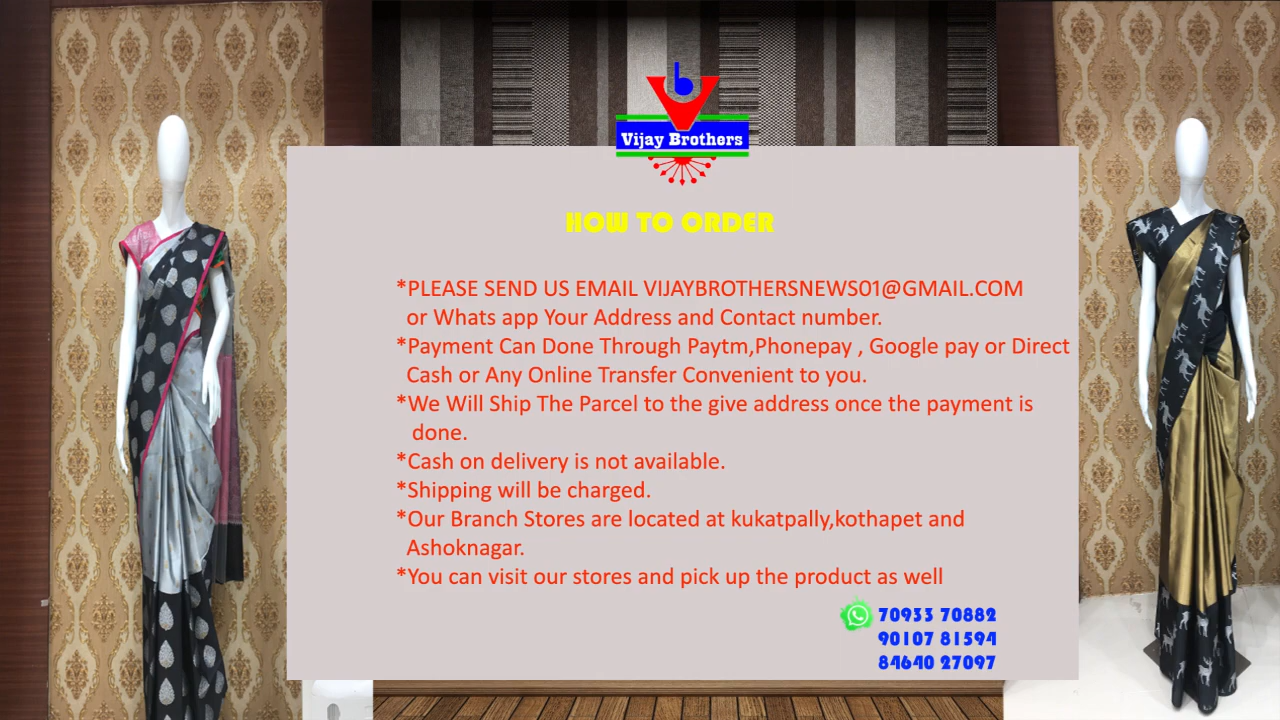 b
Vijay Brothers
HOW TO ORDER
*PLEASE SEND US EMAIL VIJAYBROTHERSNEWS01@GMAIL.COM
or Whats app Your Address and Contact number.
*Payment Can Done Through Paytm,Phonepay , Google pay or Direct
Cash or Any Online Transfer Convenient to you.
*We Will Ship The Parcel to the give address once the payment is
done.
*Cash on delivery is not available.
*Shipping will be charged.
*Our Branch Stores are located at kukatpally,kothapet and
Ashoknagar.
*You can visit our stores and pick up the product as well
70933 70882
90107 81594
84640 27097